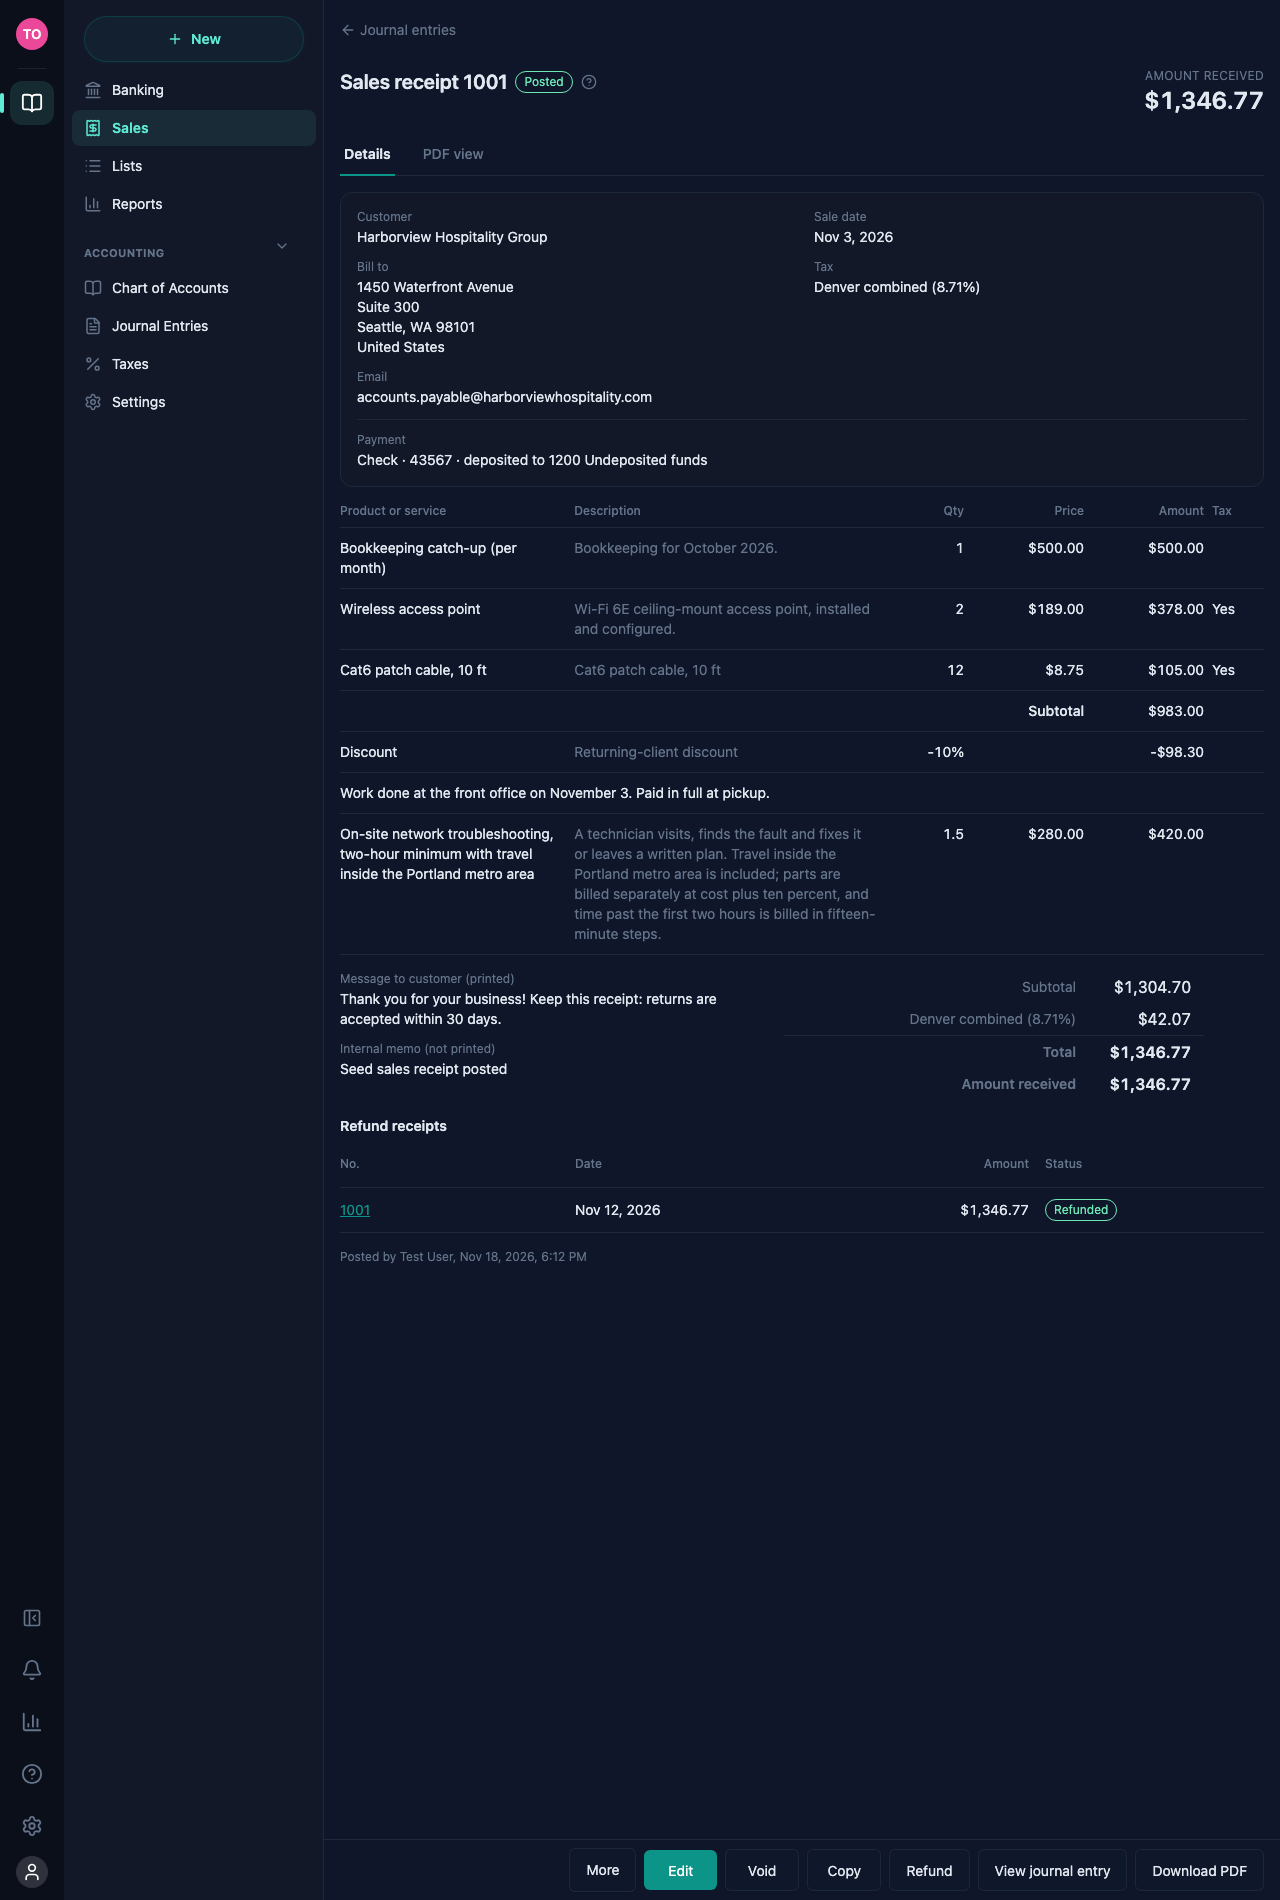 TO
New
Banking
Sales
Lists
Reports
ACCOUNTING
Chart of Accounts
Journal Entries
Taxes
Settings
Journal entries
Sales receipt 1001 Posted
AMOUNT RECEIVED
$1,346.77
Details PDF view
Customer
Harborview Hospitality Group
Sale date
Nov 3, 2026
Bill to
1450 Waterfront Avenue
Suite 300
Seattle, WA 98101
United States
Tax
Denver combined (8.71%)
Email
accounts.payable@harborviewhospitality.com
Payment
Check · 43567 · deposited to 1200 Undeposited funds
Product or service Description Qty Price Amount Tax
Bookkeeping catch-up (per Bookkeeping for October 2026. 1 $500.00 $500.00
month)
Wireless access point Wi-Fi 6E ceiling-mount access point, installed 2 $189.00 $378.00 Yes
and configured.
Cat6 patch cable, 10 ft Cat6 patch cable, 10 ft 12 $8.75 $105.00 Yes
Subtotal $983.00
Discount Returning-client discount -10% -$98.30
Work done at the front office on November 3. Paid in full at pickup.
On-site network troubleshooting, A technician visits, finds the fault and fixes it 1.5 $280.00 $420.00
two-hour minimum with travel or leaves a written plan. Travel inside the
inside the Portland metro area Portland metro area is included; parts are
billed separately at cost plus ten percent, and
time past the first two hours is billed in fifteen-
minute steps.
Message to customer (printed)
Thank you for your business! Keep this receipt: returns are
accepted within 30 days.
Internal memo (not printed)
Seed sales receipt posted
Subtotal $1,304.70
Denver combined (8.71%) $42.07
Total $1,346.77
Amount received $1,346.77
Refund receipts
No. Date Amount Status
1001 Nov 12, 2026 $1,346.77 Refunded
Posted by Test User, Nov 18, 2026, 6:12 PM
More Edit Void Copy Refund View journal entry Download PDF